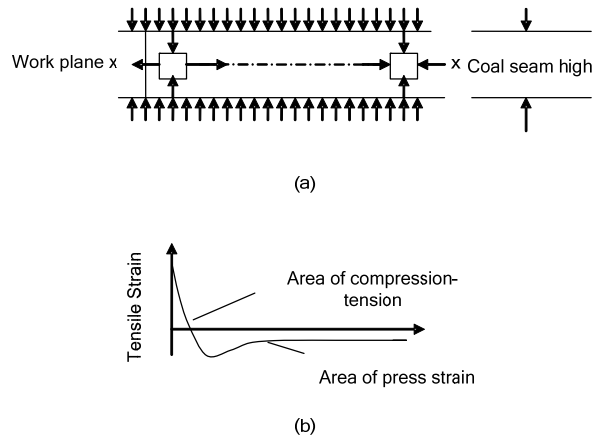 Work plane x
x Coal seam high
(a)
Tensile Strain
Area of compression-
tension
Area of press strain
(b)